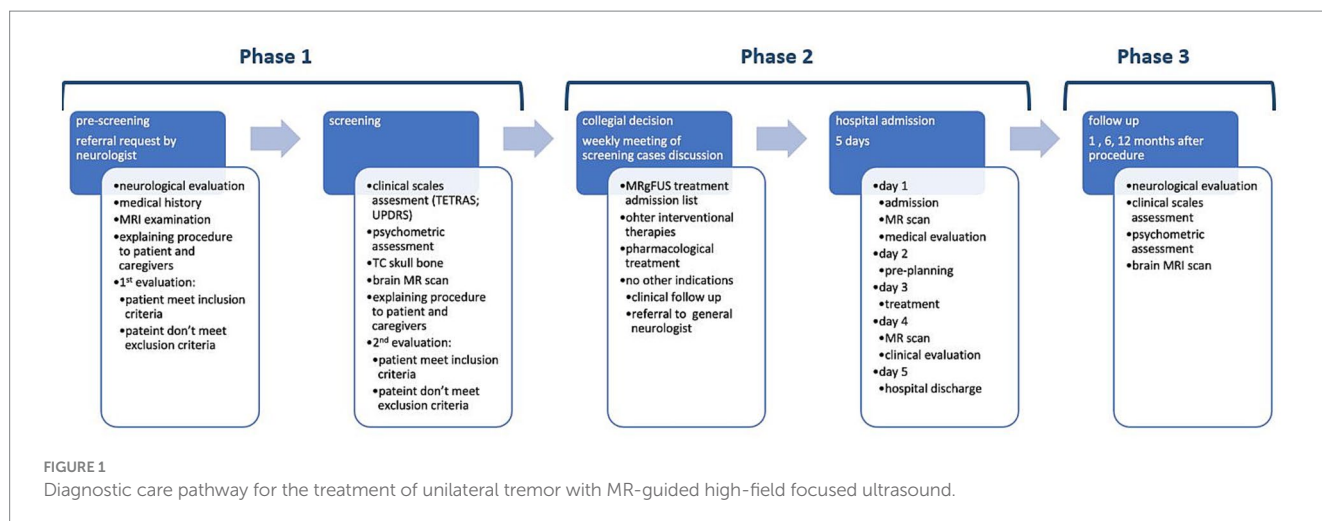 Phase 1
Phase 2
Phase 3
pre-screening
referral request by
neurologist
•neurological evaluation
•medical history
•MRI examination
•explaining procedure
to patient and
caregivers
•1st evaluation:
•patient meet inclusion
criteria
•pateint don't meet
exclusion criteria
screening
•clinical scales
assesment (TETRAS;
UPDRS)
•psychometric
assessment
•TC skull bone
•brain MR scan
•explaining procedure
to patient and
caregivers
•2nd evaluation:
•patient meet inclusion
criteria
•pateint don't meet
exclusion criteria
collegial decision
weekly meeting of
screening cases discussion
•MRgFUS treatment
admission list
•ohter interventional
therapies
•pharmacological
treatment
•no other indications
•clinical follow up
•referral to general
neurologist
hospital admission
5 days
•day 1
•admission
•MR scan
•medical evaluation
•day 2
•pre-planning
•day 3
•treatment
•day 4
•MR scan
•clinical evaluation
•day 5
•hospital discharge
follow up
1 , 6, 12 months after
procedure
•neurological evaluation
•clinical scales
assessment
•psychometric
assessment
•brain MRI scan
FIGURE 1
Diagnostic care pathway for the treatment of unilateral tremor with MR-guided high-field focused ultrasound.